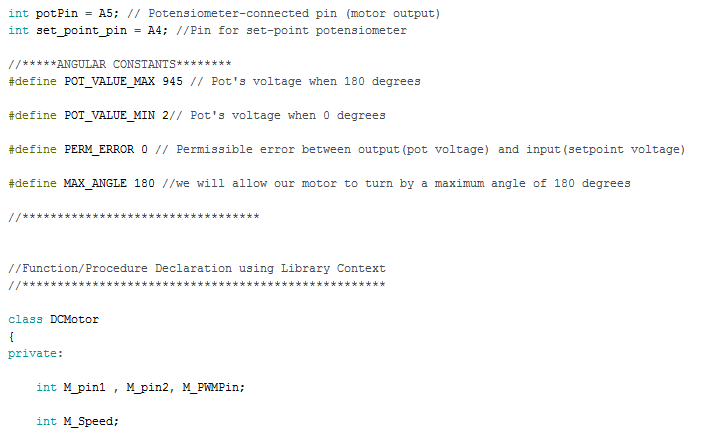 int potPin = A5; // Potensiometer-connected pin (motor output)
int set_point_pin = A4; //Pin for set-point potensiometer
//*****ANGULAR CONSTANTS********
#define POT_VALUE_MAX 945 // Pot's voltage when 180 degrees
#define POT_VALUE_MIN 2// Pot's voltage when 0 degrees
#define PERM_ERROR 0 // Permissible error between output(pot voltage) and input(setpoint voltage)
#define MAX_ANGLE 180 //we will allow our motor to turn by a maximum angle of 180 degrees
//**********************************
//Function/Procedure Declaration using Library Context
//****************************************************
class DCMotor
{
private:
int M_pin1 , M_pin2, M_PWMPin;
int M_Speed;